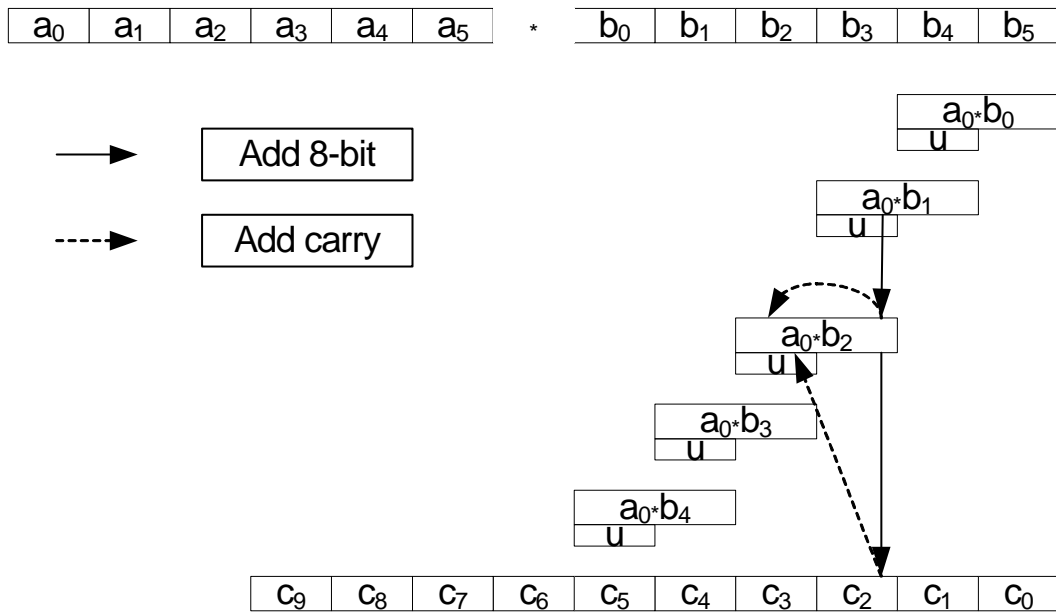 a₀ a₁ a₂ a₃ a₄ a₅ * b₀ b₁ b₂ b₃ b₄ b₅
a₀*b₀
u
Add 8-bit
a₀*b₁
u
Add carry
a₀*b₂
u
a₀*b₃
u
a₀*b₄
u
c₉ c₈ c₇ c₆ c₅ c₄ c₃ c₂ c₁ c₀